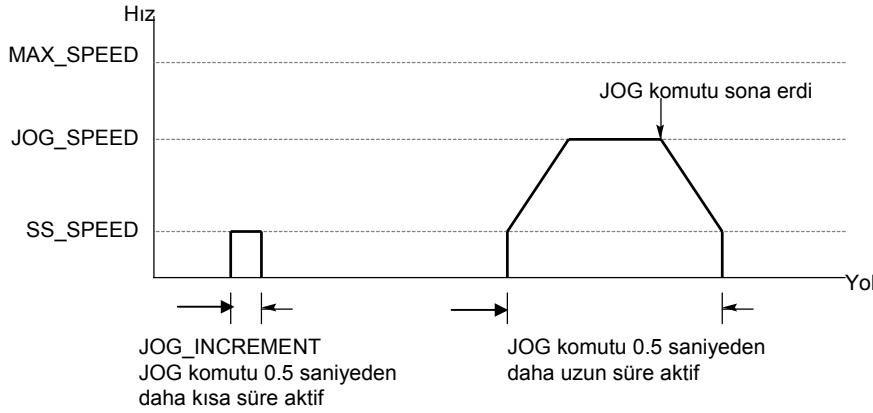 Hız
MAX_SPEED
JOG komutu sona erdi
JOG_SPEED
SS_SPEED
Yol
JOG_INCREMENT
JOG komutu 0.5 saniyeden
daha kısa süre aktif
JOG komutu 0.5 saniyeden
daha uzun süre aktif